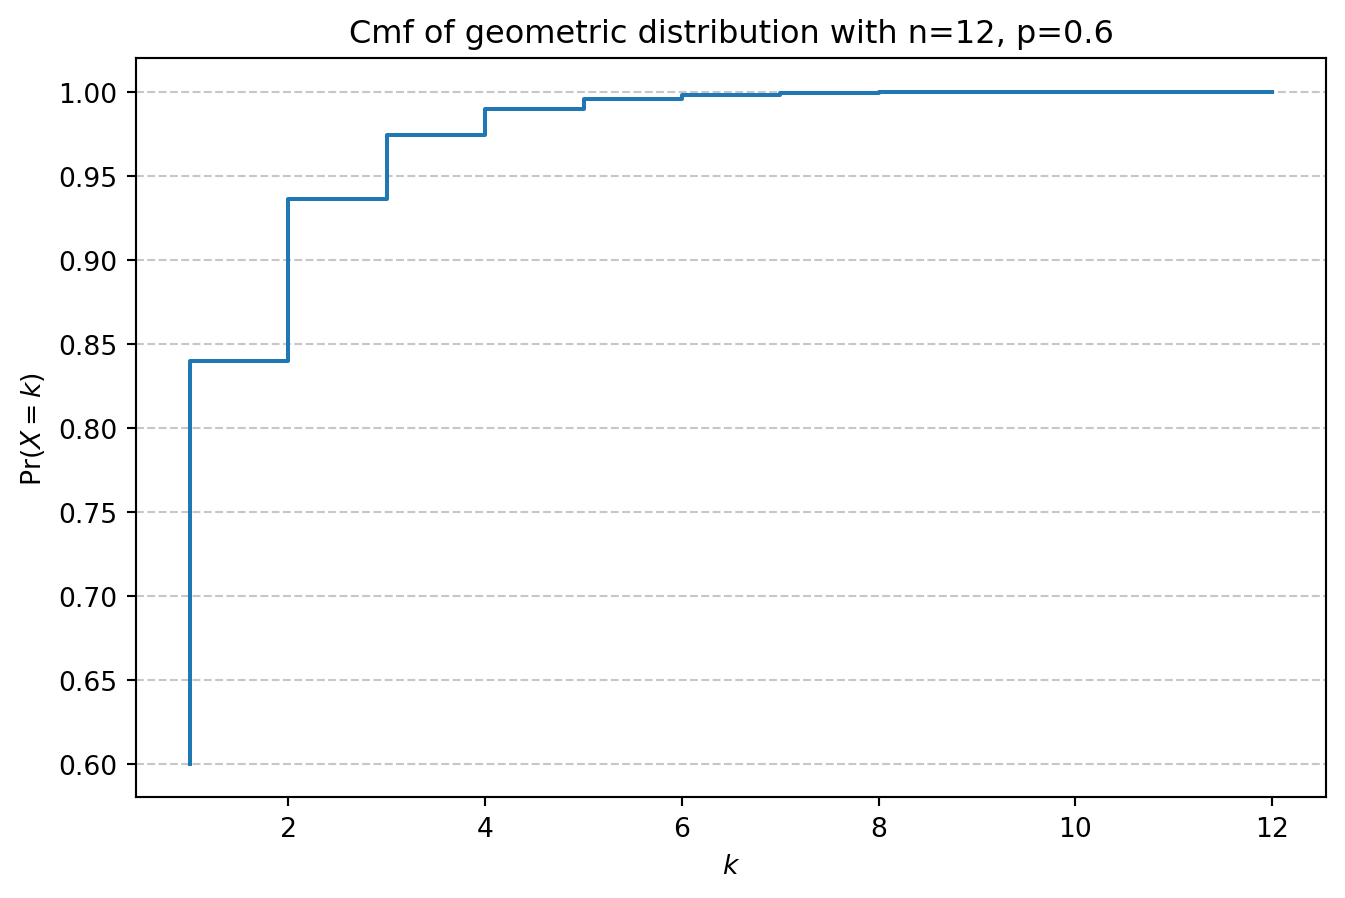 Cmf of geometric distribution with n=12, p=0.6
1.00
0.95
0.90
0.85
0.80
0.75
0.70
0.65
0.60
Pr(X = k)
2 4 6 8 10 12
k